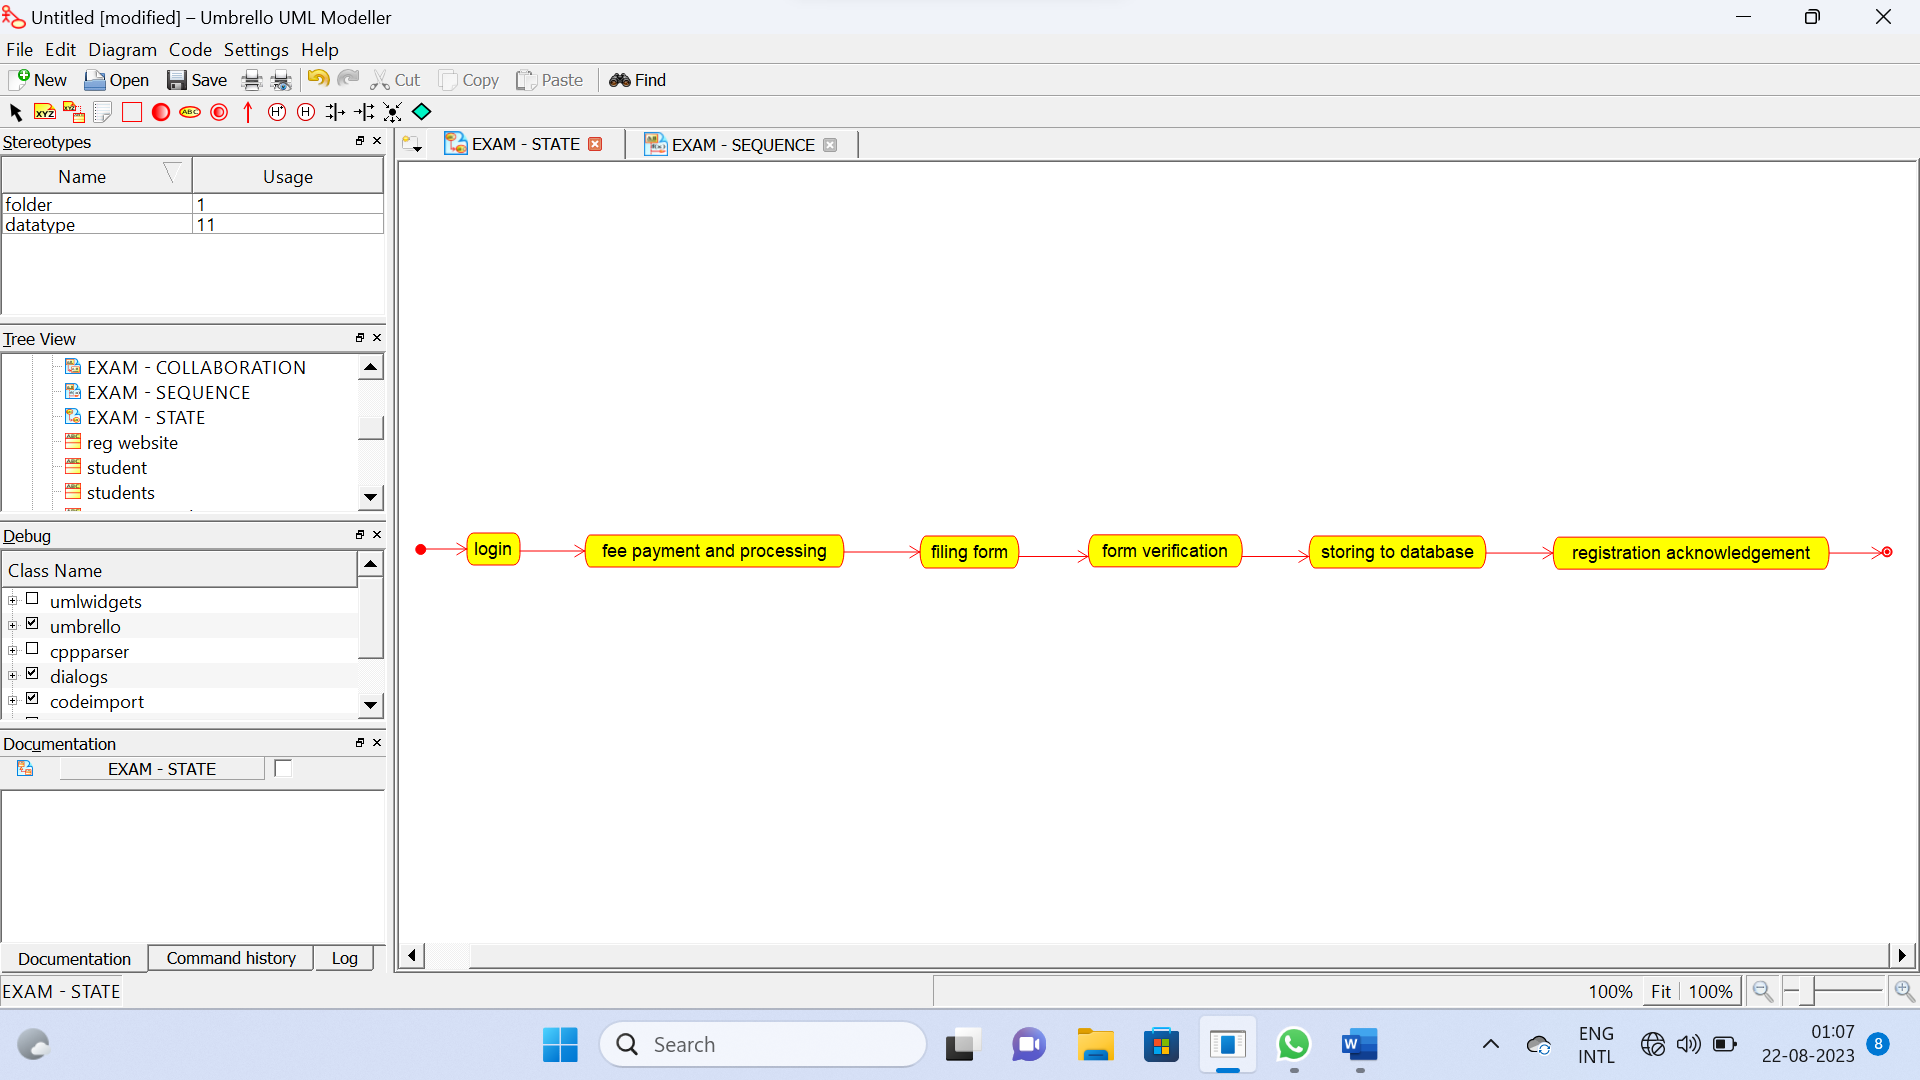 Untitled [modified] – Umbrello UML Modeller
File Edit Diagram Code Settings Help
New Open Save Cut Copy Paste Find
XYZ XYZ ABC H* H
Stereotypes
Name Usage
folder 1
datatype 11
Tree View
EXAM - COLLABORATION
EXAM - SEQUENCE
EXAM - STATE
reg website
student
students
Debug
Class Name
umlwidgets
umbrello
cppparser
dialogs
codeimport
Documentation
EXAM - STATE
Documentation Command history Log
EXAM - STATE EXAM - SEQUENCE
login fee payment and processing filing form form verification storing to database registration acknowledgement
EXAM - STATE 100% Fit 100%
Search
W
ENG
INTL
01:07
22-08-2023
8